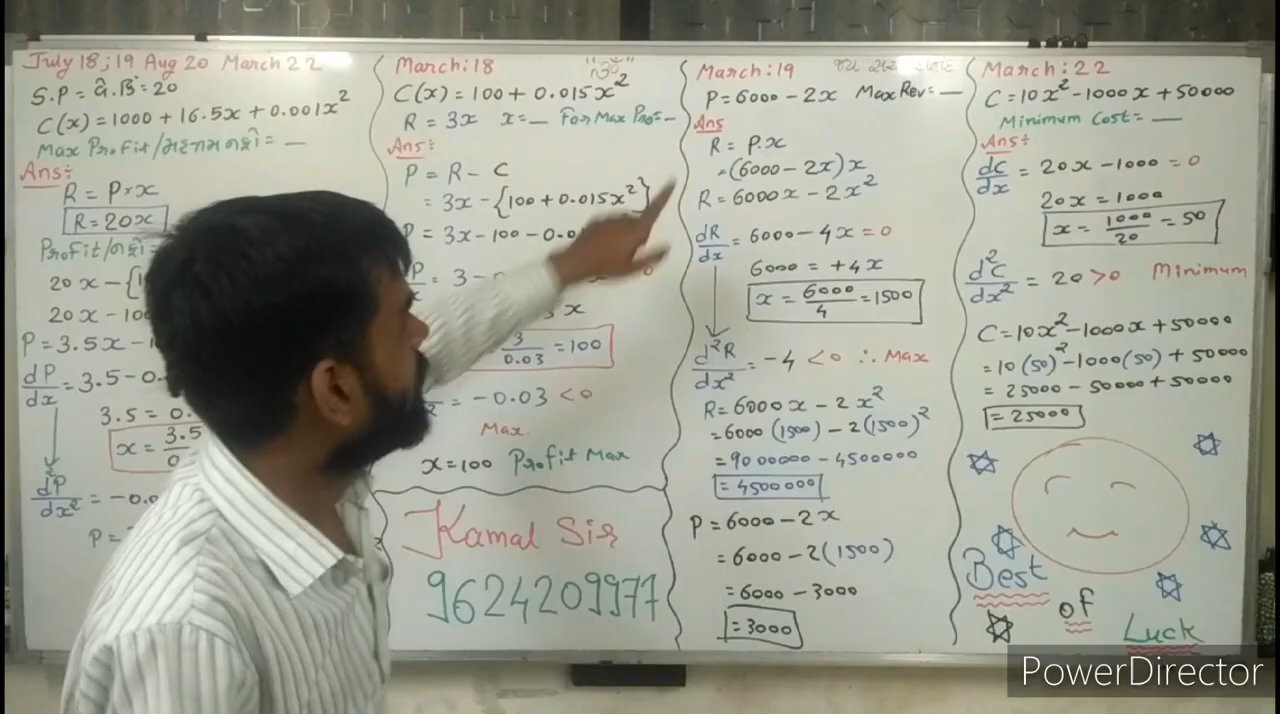 July 18; 19 Aug 20 March 22
S.P = લે.વિ = 20
C(x) = 1000 + 16.5x + 0.001x²
Max Profit/મહત્તમ નફો = —
Ans:
R = P×x
R = 20x
Profit/નફો =
20x - {1
20x - 100
P = 3.5x -
dP/dx = 3.5 - 0.
3.5 = 0.
x = 3.5/0
d²P/dx² = -0.0
P =
March: 18
C(x) = 100 + 0.015x²
R = 3x x = — For Max Pro = —
Ans:
P = R - C
= 3x - {100 + 0.015x²}
P = 3x - 100 - 0.01
= 3 - 0
x
3/0.03 = 100
= -0.03 < 0
Max
x = 100 Profit Max
Kamal Sir
9624209977
March: 19
P = 6000 - 2x Max Rev = —
Ans
R = P.x
= (6000 - 2x)x
R = 6000x - 2x²
dR/dx = 6000 - 4x = 0
6000 = +4x
x = 6000/4 = 1500
d²R/dx² = -4 < 0 ∴ Max
R = 6000x - 2x²
= 6000(1500) - 2(1500)²
= 9000000 - 4500000
= 4500000
P = 6000 - 2x
= 6000 - 2(1500)
= 6000 - 3000
= 3000
March: 22
C = 10x² - 1000x + 50000
Minimum Cost = —
Ans:
dC/dx = 20x - 1000 = 0
20x = 1000
x = 1000/20 = 50
d²C/dx² = 20 > 0 Minimum
C = 10x² - 1000x + 50000
= 10(50)² - 1000(50) + 50000
= 25000 - 50000 + 50000
= 25000
Best
of
Luck
PowerDirector